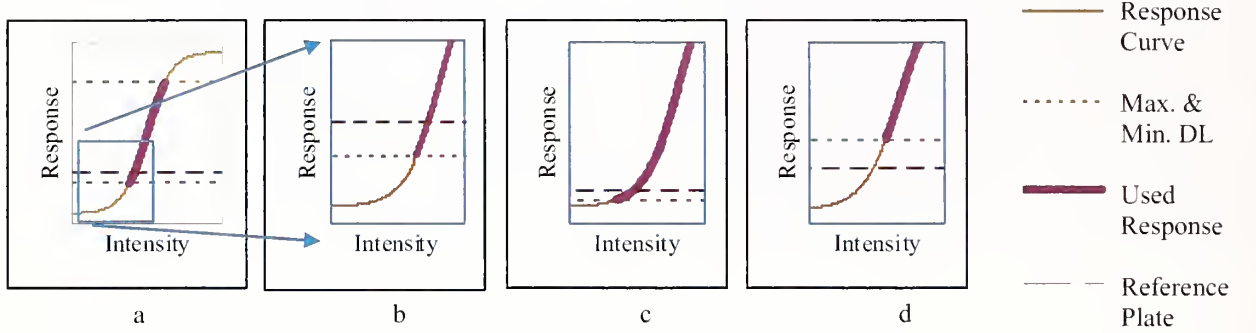 Response
Intensity
a
Response
Intensity
b
Response
Intensity
c
Response
Intensity
d
Response
Curve
Max. &
Min. DL
Used
Response
Reference
Plate